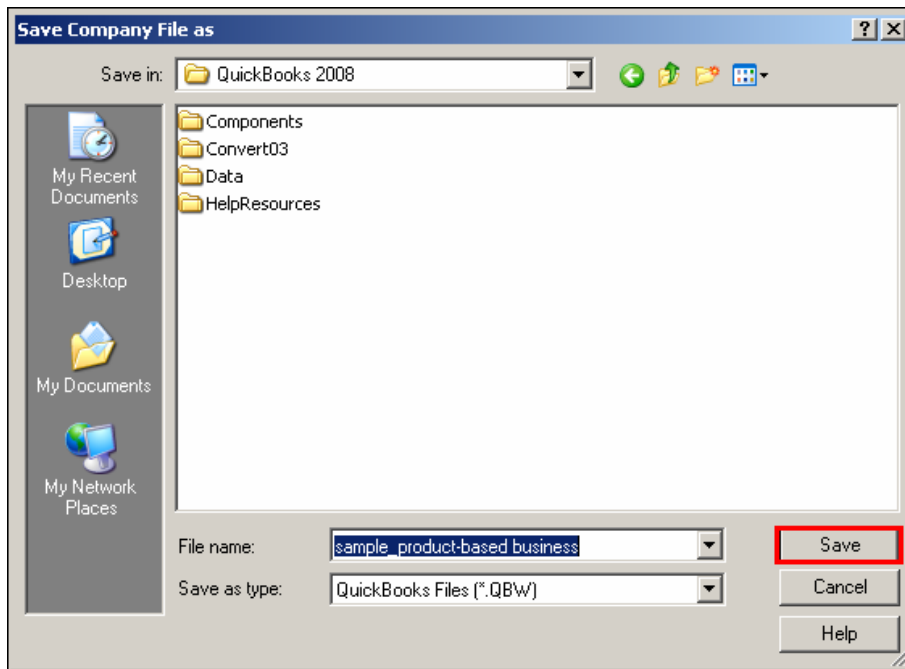 Save Company File as
Save in: QuickBooks 2008
Components
Convert03
Data
HelpResources
My Recent
Documents
Desktop
My Documents
My Network
Places
File name: sample_product-based business Save
Save as type: QuickBooks Files (*.QBW) Cancel
Help